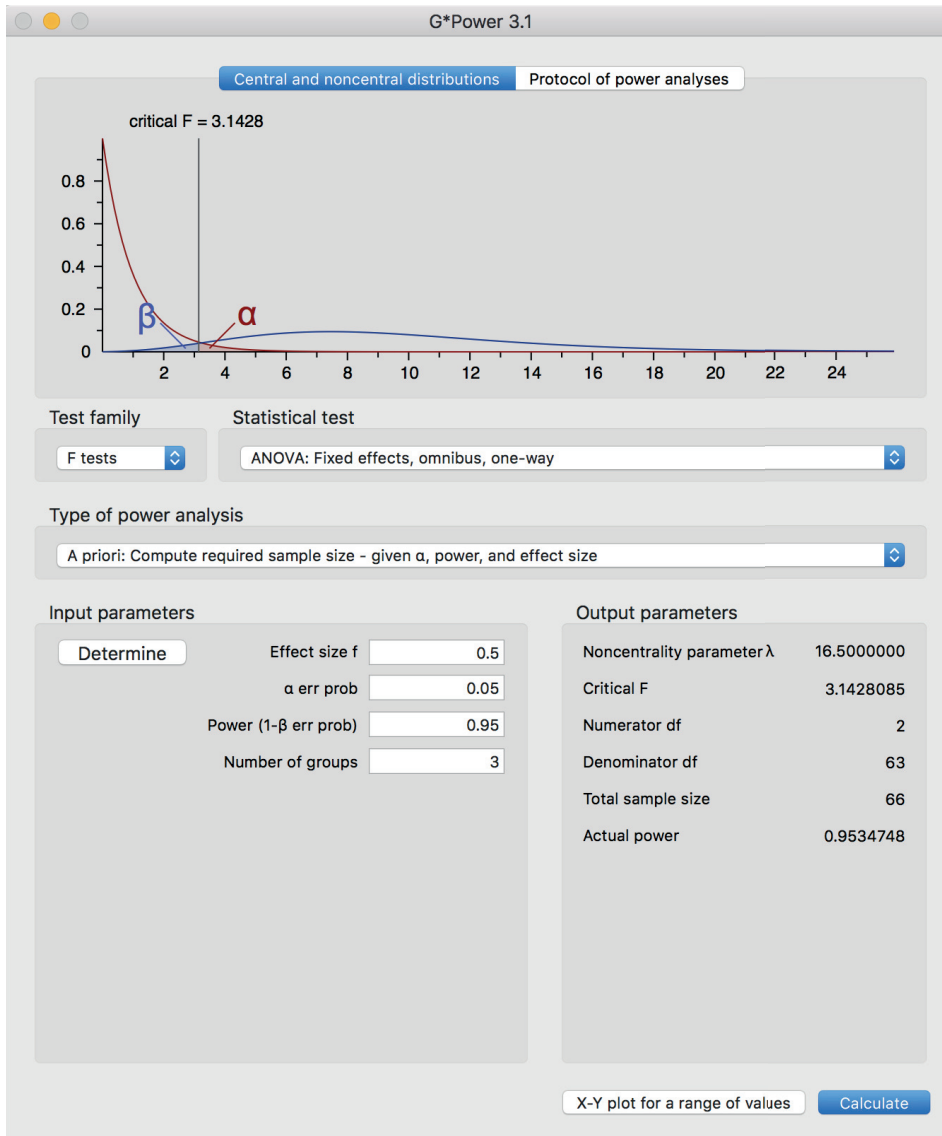 G*Power 3.1
Central and noncentral distributions Protocol of power analyses
critical F = 3.1428
0.8
0.6
0.4
0.2
0
β α
2 4 6 8 10 12 14 16 18 20 22 24
Test family Statistical test
F tests ANOVA: Fixed effects, omnibus, one-way
Type of power analysis
A priori: Compute required sample size - given α, power, and effect size
Input parameters
Determine
Effect size f 0.5
α err prob 0.05
Power (1-β err prob) 0.95
Number of groups 3
Output parameters
Noncentrality parameter λ 16.5000000
Critical F 3.1428085
Numerator df 2
Denominator df 63
Total sample size 66
Actual power 0.9534748
X-Y plot for a range of values Calculate